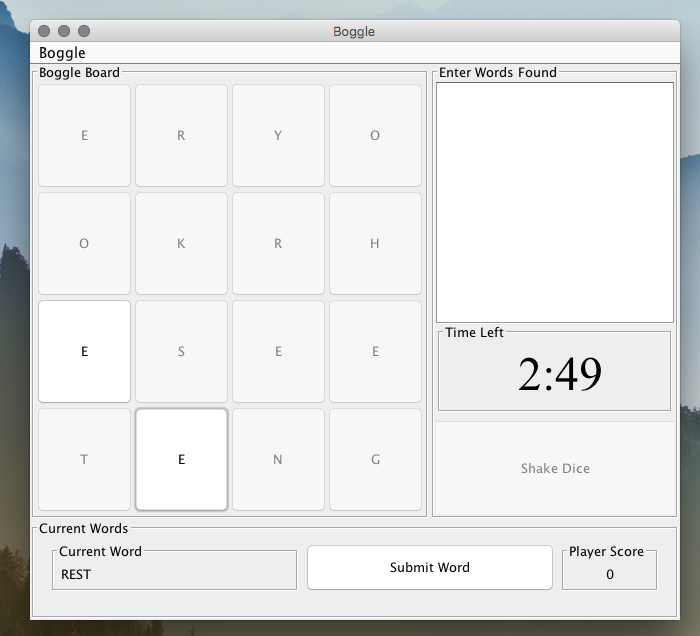 Boggle
Boggle
Boggle Board
Enter Words Found
E R Y O
O K R H
E S E E
T E N G
Time Left
2:49
Shake Dice
Current Words
Current Word
REST
Submit Word
Player Score
0